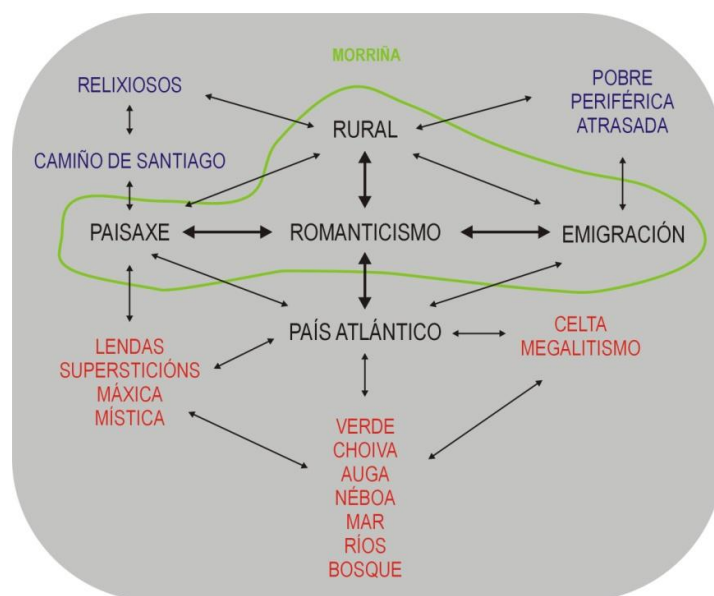 MORRIÑA
RELIXIOSOS
POBRE
PERIFÉRICA
ATRASADA
RURAL
CAMIÑO DE SANTIAGO
PAISAXE
ROMANTICISMO
EMIGRACIÓN
PAÍS ATLÁNTICO
CELTA
MEGALITISMO
LENDAS
SUPERSTICIÓNS
MÁXICA
MÍSTICA
VERDE
CHOIVA
AUGA
NÉBOA
MAR
RÍOS
BOSQUE